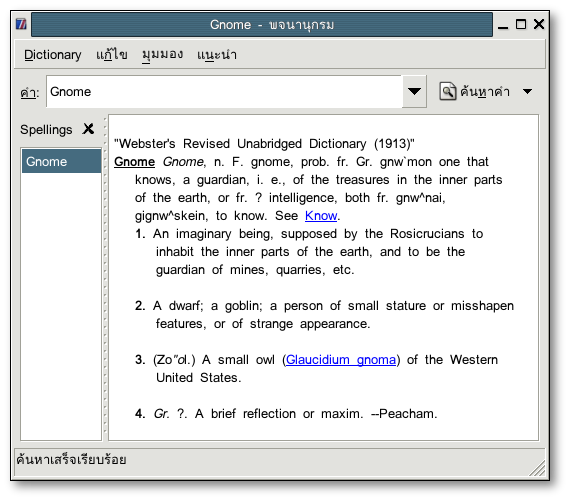 Gnome - พจนานุกรม
Dictionary แก้ไข มุมมอง แนะนำ
คำ: Gnome ค้นหาคำ
Spellings
Gnome
"Webster's Revised Unabridged Dictionary (1913)"
Gnome Gnome, n. F. gnome, prob. fr. Gr. gnw`mon one that
knows, a guardian, i. e., of the treasures in the inner parts
of the earth, or fr. ? intelligence, both fr. gnw^nai,
gignw^skein, to know. See Know.
1. An imaginary being, supposed by the Rosicrucians to
inhabit the inner parts of the earth, and to be the
guardian of mines, quarries, etc.
2. A dwarf; a goblin; a person of small stature or misshapen
features, or of strange appearance.
3. (Zo"ol.) A small owl (Glaucidium gnoma) of the Western
United States.
4. Gr. ?. A brief reflection or maxim. --Peacham.
ค้นหาเสร็จเรียบร้อย